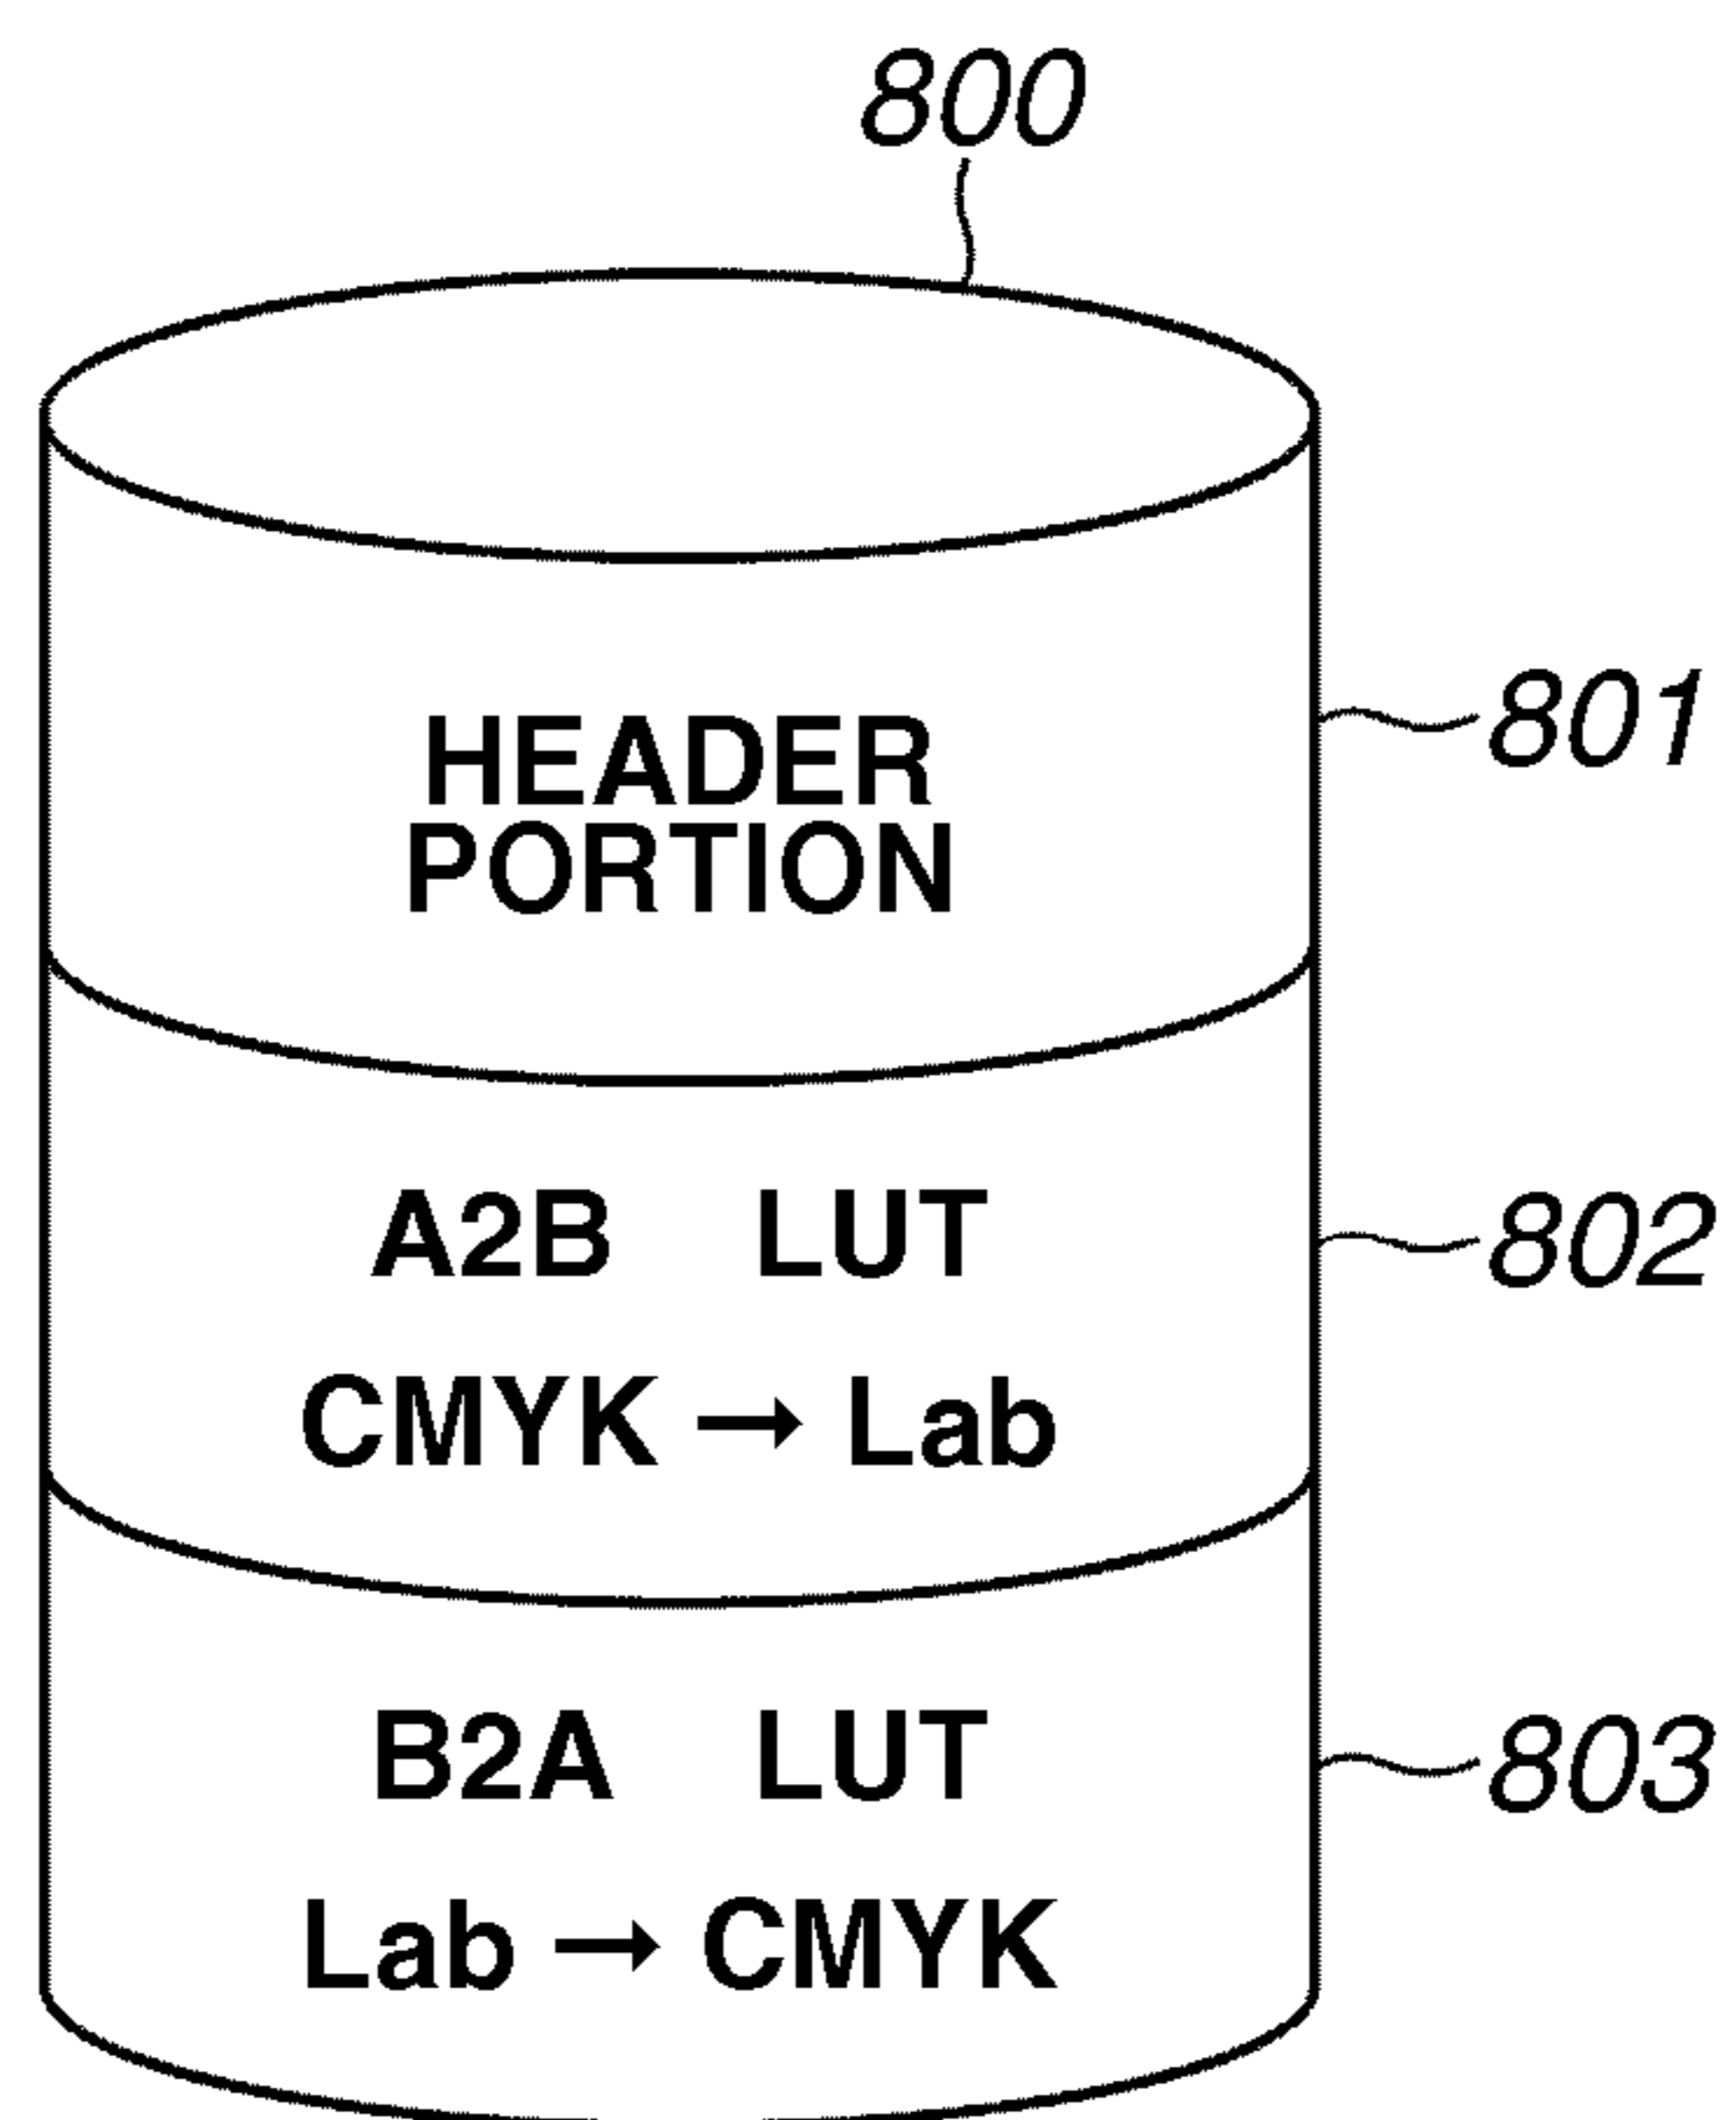 800
HEADER
PORTION
801
A2B LUT
802
CMYK → Lab
B2A LUT
803
Lab → CMYK